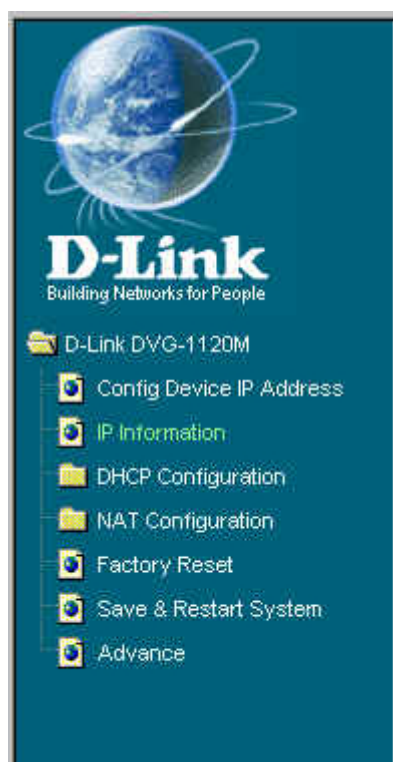 D-Link
Building Networks for People
D-Link DVG-1120M
Config Device IP Address
IP Information
DHCP Configuration
NAT Configuration
Factory Reset
Save & Restart System
Advance